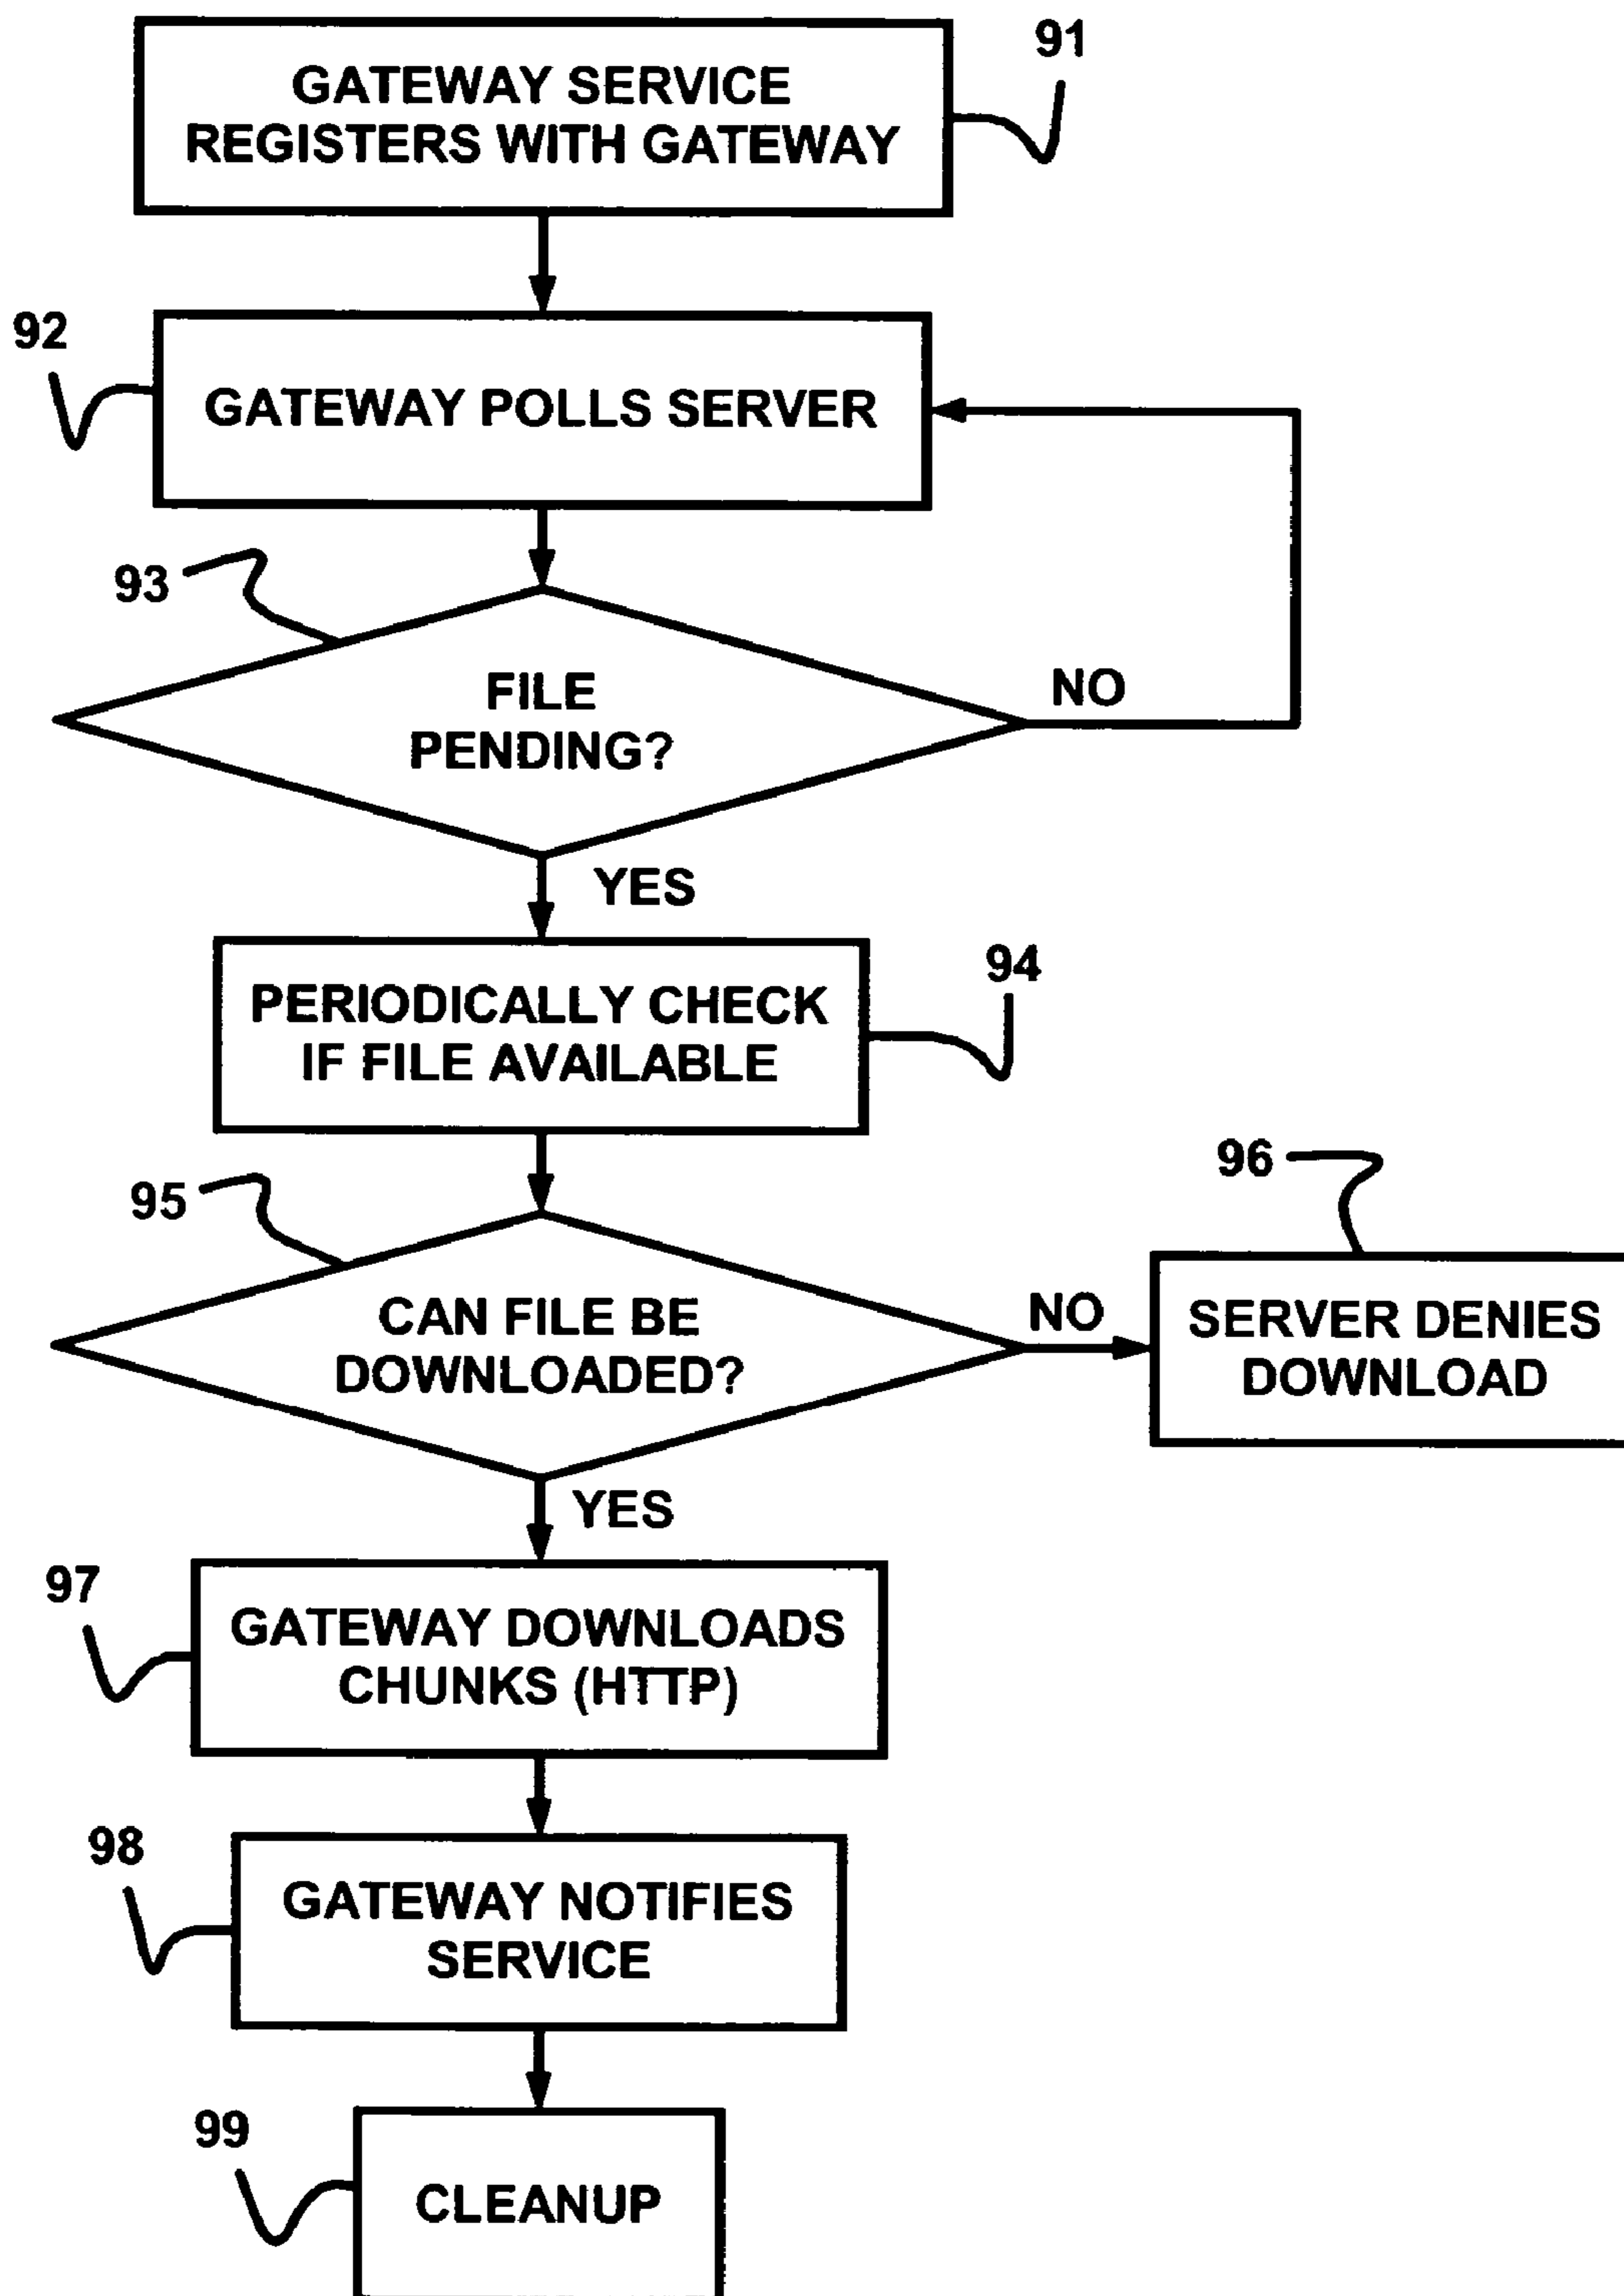 91
GATEWAY SERVICE
REGISTERS WITH GATEWAY
92
GATEWAY POLLS SERVER
93
FILE
PENDING?
NO
YES
94
PERIODICALLY CHECK
IF FILE AVAILABLE
95
CAN FILE BE
DOWNLOADED?
NO
96
SERVER DENIES
DOWNLOAD
YES
97
GATEWAY DOWNLOADS
CHUNKS (HTTP)
98
GATEWAY NOTIFIES
SERVICE
99
CLEANUP